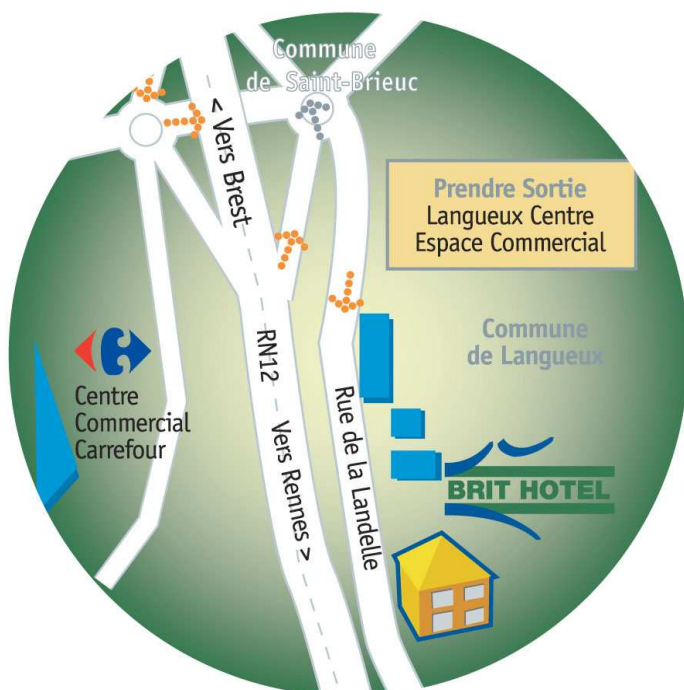 Commune
de Saint-Brieuc
< Vers Brest
Prendre Sortie
Langueux Centre
Espace Commercial
RN12
Vers Rennes >
Rue de la Landelle
Commune
de Langueux
Centre
Commercial
Carrefour
BRIT HOTEL